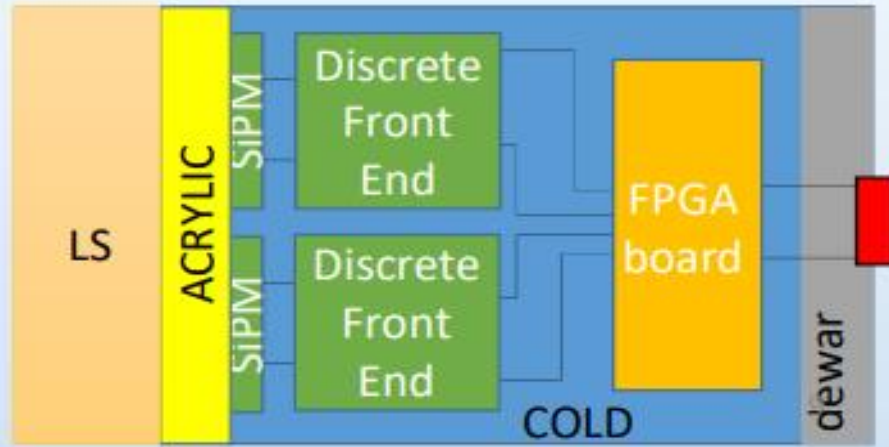 LS
ACRYLIC
SiPM
Discrete
Front
End
SiPM
Discrete
Front
End
FPGA
board
COLD
dewar